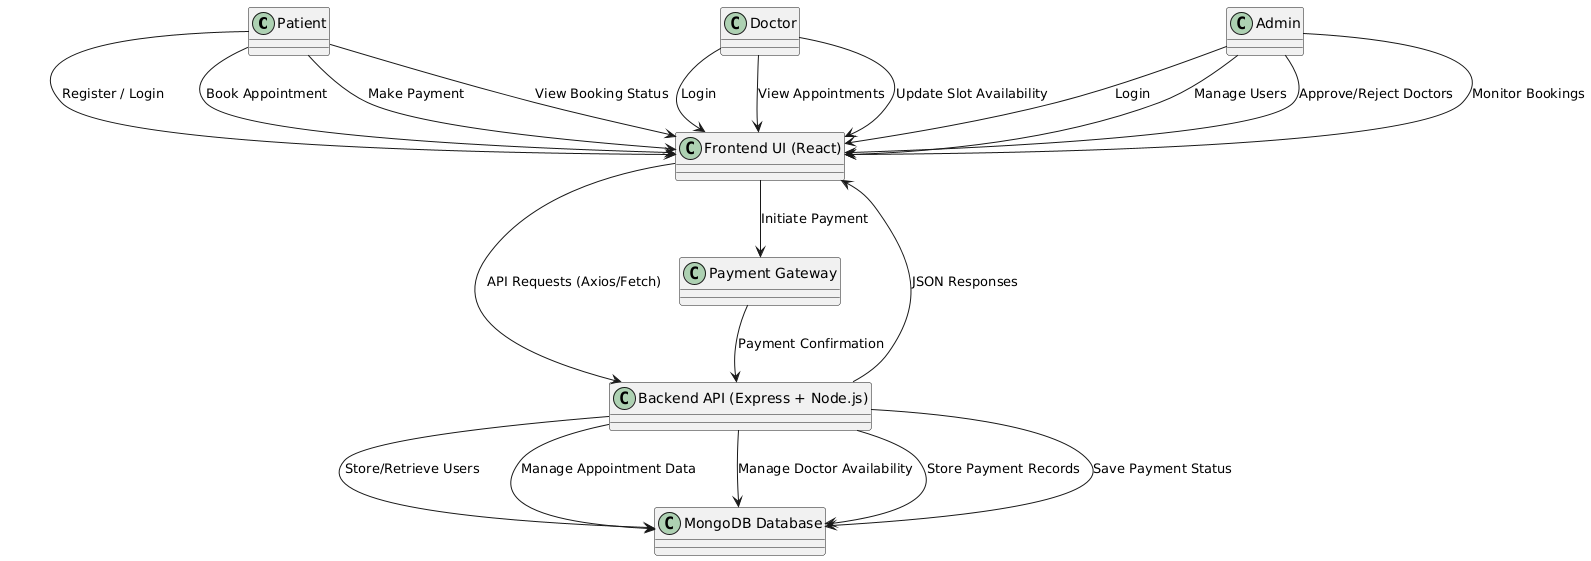 C Patient
C Doctor
C Admin
Register / Login
Book Appointment
Make Payment
View Booking Status
Login
View Appointments
Update Slot Availability
Login
Manage Users
Approve/Reject Doctors
Monitor Bookings
C Frontend UI (React)
Initiate Payment
API Requests (Axios/Fetch)
C Payment Gateway
JSON Responses
Payment Confirmation
C Backend API (Express + Node.js)
Store/Retrieve Users
Manage Appointment Data
Manage Doctor Availability
Store Payment Records
Save Payment Status
C MongoDB Database